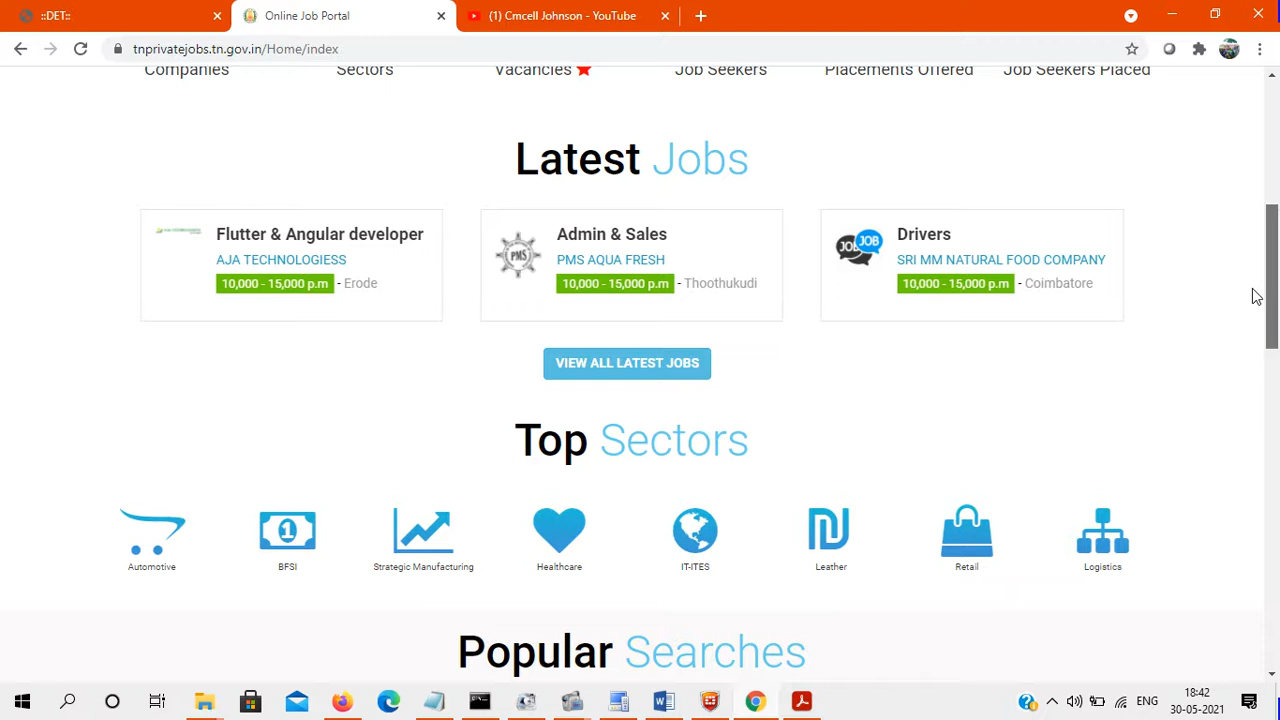 ::DET::
Online Job Portal
(1) Cmcell Johnson - YouTube
tnprivatejobs.tn.gov.in/Home/index
Companies
Sectors
Vacancies
Job Seekers
Placements Offered
Job Seekers Placed
Latest Jobs
Flutter & Angular developer
AJA TECHNOLOGIESS
10,000 - 15,000 p.m - Erode
PMS
Admin & Sales
PMS AQUA FRESH
10,000 - 15,000 p.m - Thoothukudi
JOB JOB
Drivers
SRI MM NATURAL FOOD COMPANY
10,000 - 15,000 p.m - Coimbatore
VIEW ALL LATEST JOBS
Top Sectors
1
Automotive
BFSI
Strategic Manufacturing
Healthcare
IT-ITES
Leather
Retail
Logistics
Popular Searches
ENG
8:42
30-05-2021